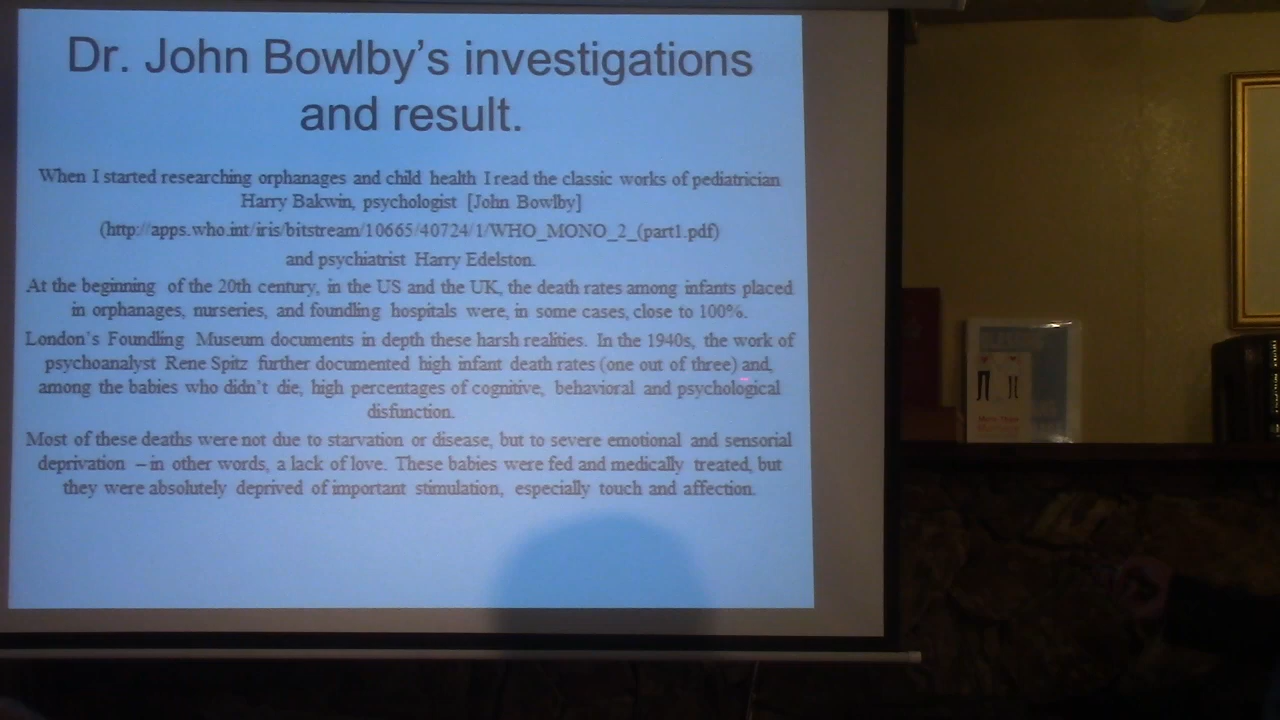 Dr. John Bowlby's investigations
and result.
When I started researching orphanages and child health I read the classic works of pediatrician
Harry Bakwin, psychologist [John Bowlby]
(http://apps.who.int/iris/bitstream/10665/40724/1/WHO_MONO_2_(part1.pdf)
and psychiatrist Harry Edelston.
At the beginning of the 20th century, in the US and the UK, the death rates among infants placed
in orphanages, nurseries, and foundling hospitals were, in some cases, close to 100%.
London's Foundling Museum documents in depth these harsh realities. In the 1940s, the work of
psychoanalyst Rene Spitz further documented high infant death rates (one out of three) and,
among the babies who didn't die, high percentages of cognitive, behavioral and psychological
disfunction.
Most of these deaths were not due to starvation or disease, but to severe emotional and sensorial
deprivation – in other words, a lack of love. These babies were fed and medically treated, but
they were absolutely deprived of important stimulation, especially touch and affection.